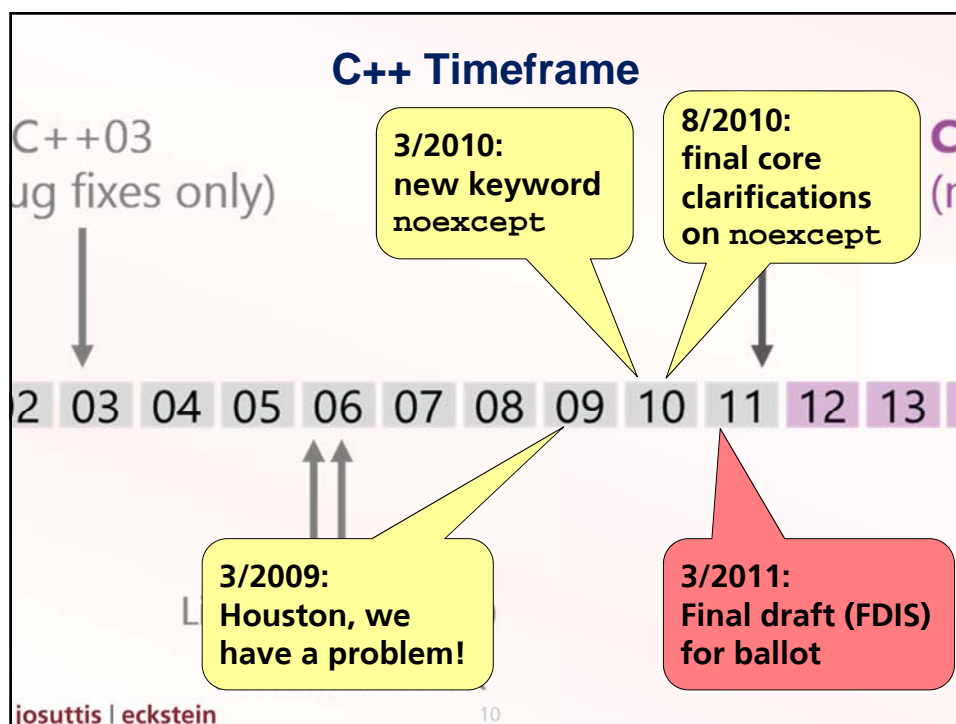 C++ Timeframe
C++03
ug fixes only)
3/2010:
new keyword
noexcept
8/2010:
final core
clarifications
on noexcept
C
(
02 03 04 05 06 07 08 09 10 11 12 13
3/2009:
Houston, we
have a problem!
Li
)
3/2011:
Final draft (FDIS)
for ballot
josuttis | eckstein
10